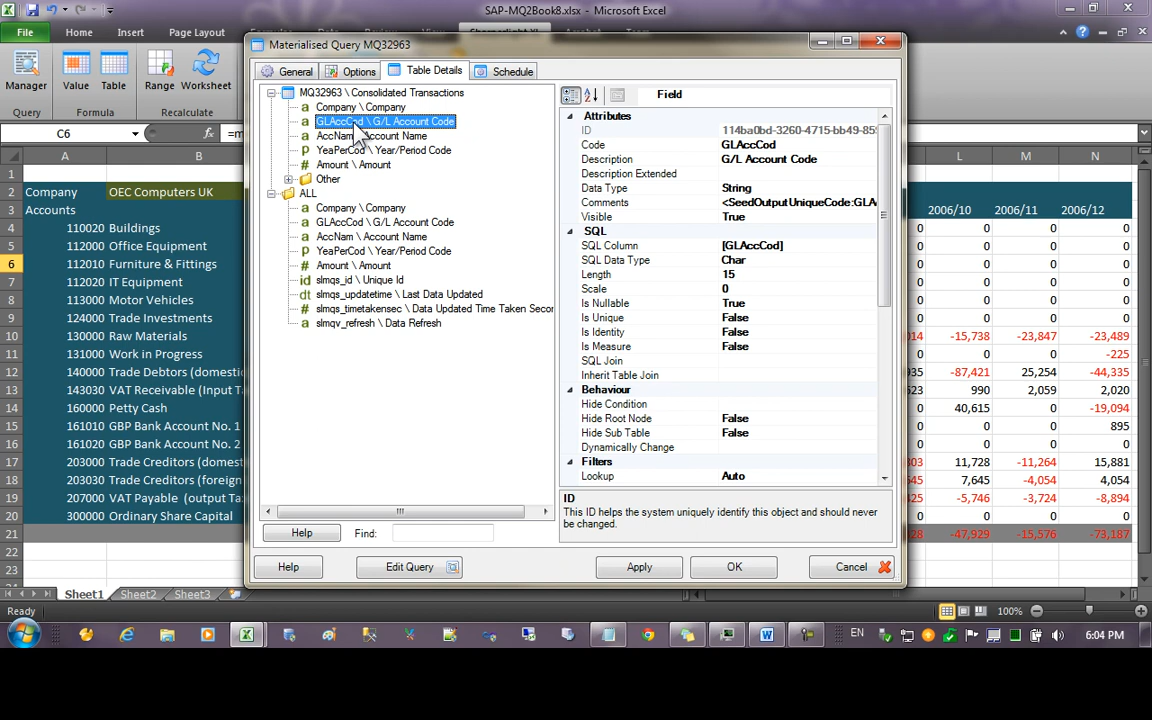 SAP-MQ2Book8.xlsx - Microsoft Excel
File Home Insert Page Layout
Manager Value Table Range Worksheet
Query Formula Recalculate
C6 fx
Materialised Query MQ32963
General Options Table Details Schedule
MQ32963 \ Consolidated Transactions
Company \ Company
GLAccCod \ G/L Account Code
AccNam \ Account Name
YeaPerCod \ Year/Period Code
Amount \ Amount
Other
ALL
Company \ Company
GLAccCod \ G/L Account Code
AccNam \ Account Name
YeaPerCod \ Year/Period Code
Amount \ Amount
slmqs_id \ Unique Id
slmqs_updatetime \ Last Data Updated
slmqs_timetakensec \ Data Updated Time Taken Secor
slmqv_refresh \ Data Refresh
Help Find:
Field
Attributes
ID 114ba0bd-3260-4715-bb49-85
Code GLAccCod
Description G/L Account Code
Description Extended
Data Type String
Comments <SeedOutputUniqueCode:GLA
Visible True
SQL
SQL Column [GLAccCod]
SQL Data Type Char
Length 15
Scale 0
Is Nullable True
Is Unique False
Is Identity False
Is Measure False
SQL Join
Inherit Table Join
Behaviour
Hide Condition
Hide Root Node False
Hide Sub Table False
Dynamically Change
Filters
Lookup Auto
ID
This ID helps the system uniquely identify this object and should never
be changed.
Help Edit Query Apply OK Cancel
A B L M N
1
2 Company OEC Computers UK
3 Accounts 2006/10 2006/11 2006/12
4 110020 Buildings 0 0 0 0
5 112000 Office Equipment 0 0 0 0
6 112010 Furniture & Fittings 0 0 0 0
7 112020 IT Equipment 0 0 0 0
8 113000 Motor Vehicles 0 0 0 0
9 124000 Trade Investments 0 0 0 0
10 130000 Raw Materials -15,738 -23,847 -23,489
11 131000 Work in Progress 0 0 0 -225
12 140000 Trade Debtors (domesti -87,421 25,254 -44,335
13 143030 VAT Receivable (Input Ta 990 2,059 2,020
14 160000 Petty Cash 0 40,615 0 -19,094
15 161010 GBP Bank Account No. 1 0 0 0 895
16 161020 GBP Bank Account No. 2 0 0 0 0
17 203000 Trade Creditors (domest 11,728 -11,264 15,881
18 203030 Trade Creditors (foreign 7,645 -4,054 4,054
19 207000 VAT Payable (output Ta -5,746 -3,724 -8,894
20 300000 Ordinary Share Capital 0 0 0 0
21 -47,929 -15,576 -73,187
22
23
Sheet1 Sheet2 Sheet3
Ready 100%
EN 6:04 PM